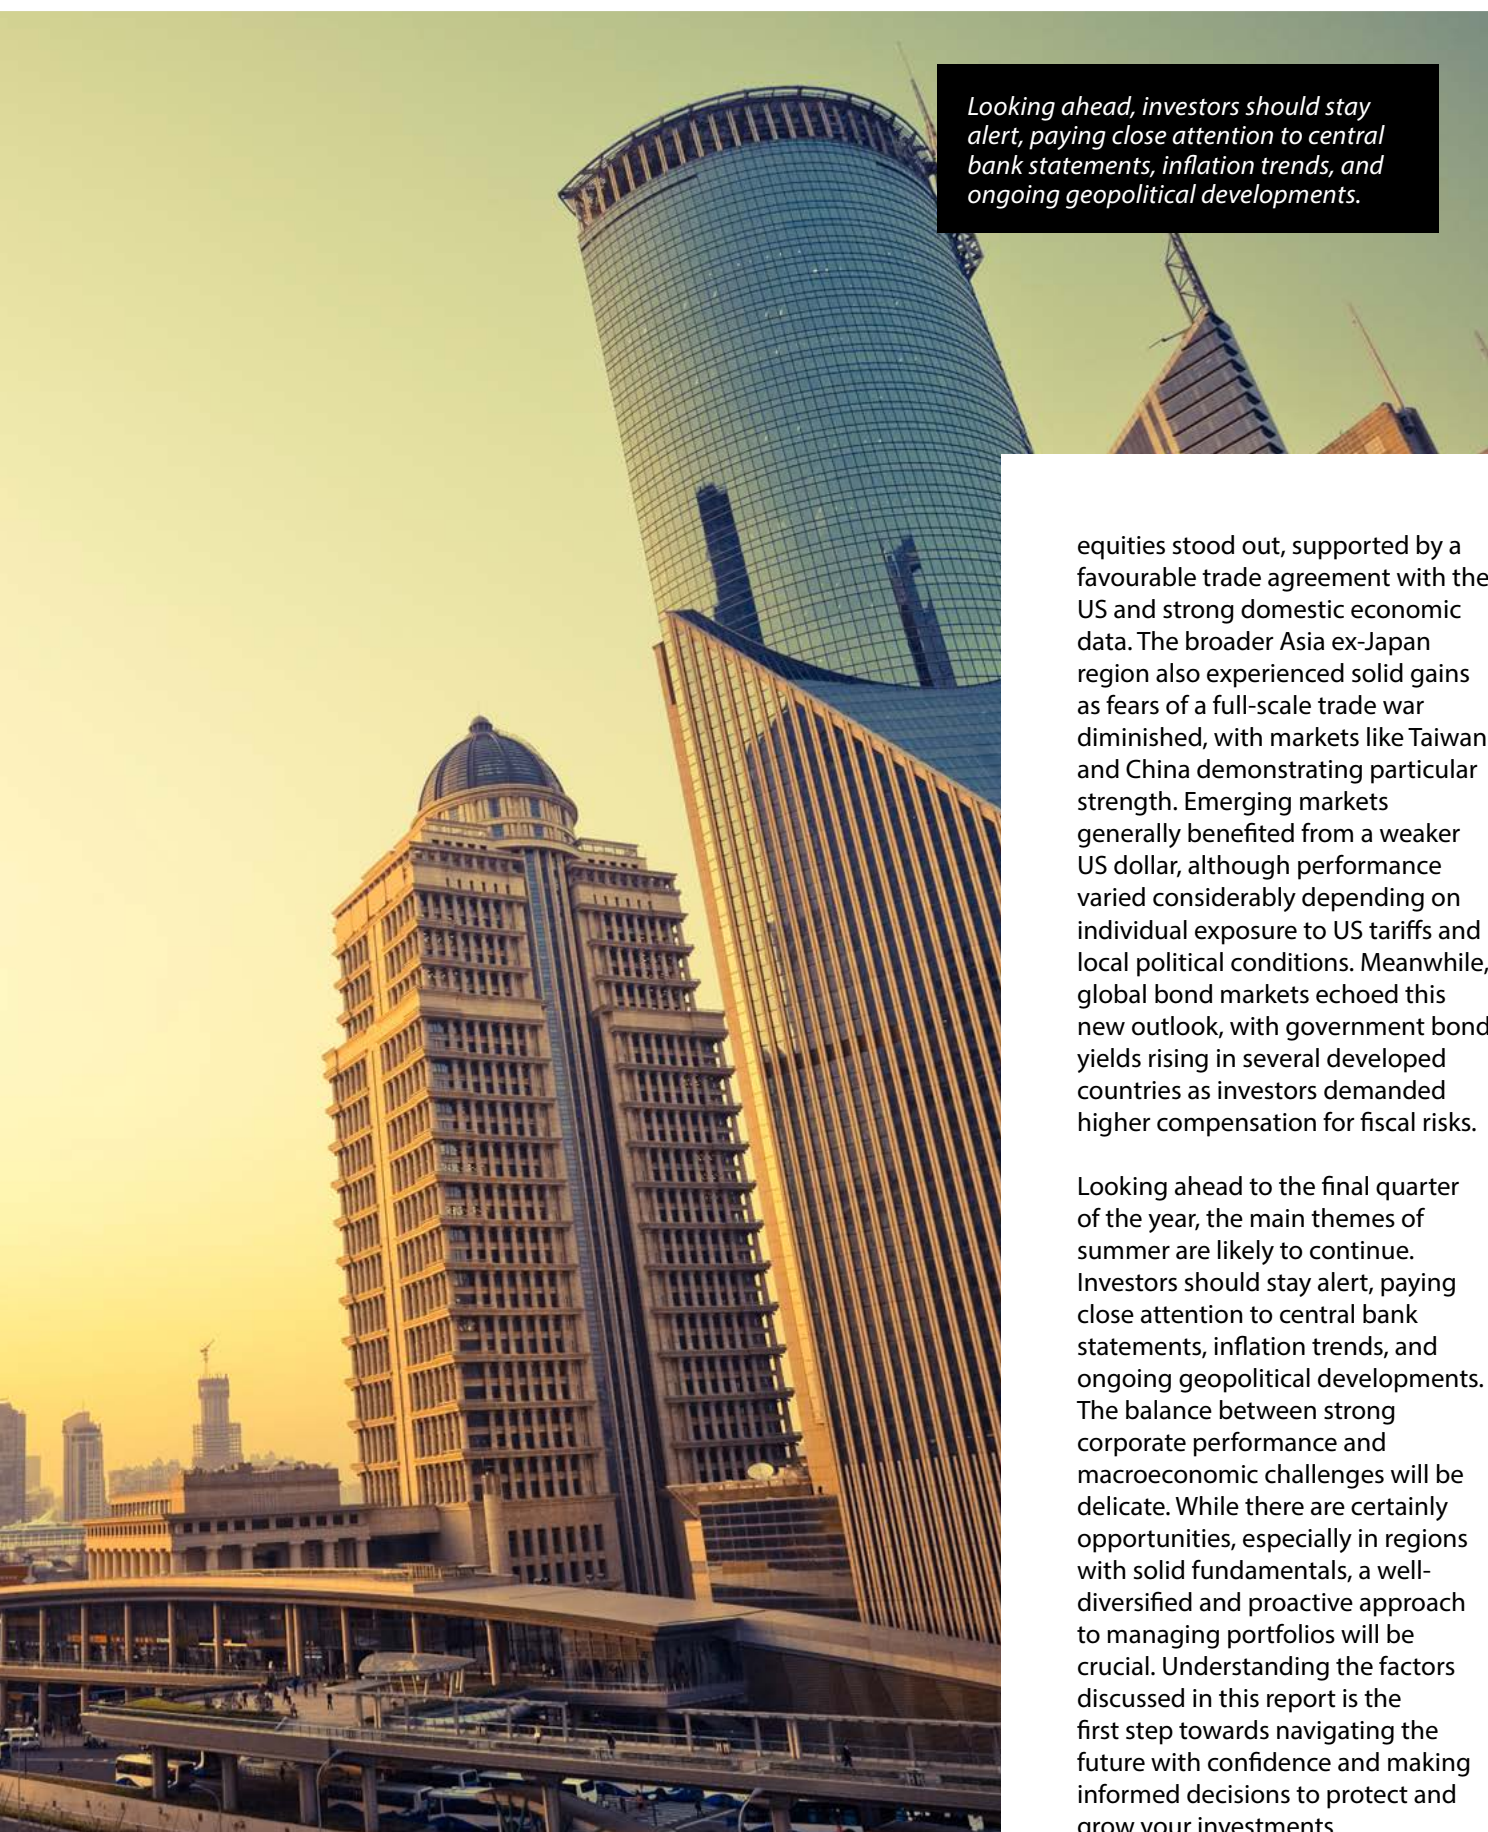 Looking ahead, investors should stay
alert, paying close attention to central
bank statements, inflation trends, and
ongoing geopolitical developments.
equities stood out, supported by a
favourable trade agreement with the
US and strong domestic economic
data. The broader Asia ex-Japan
region also experienced solid gains
as fears of a full-scale trade war
diminished, with markets like Taiwan
and China demonstrating particular
strength. Emerging markets
generally benefited from a weaker
US dollar, although performance
varied considerably depending on
individual exposure to US tariffs and
local political conditions. Meanwhile,
global bond markets echoed this
new outlook, with government bond
yields rising in several developed
countries as investors demanded
higher compensation for fiscal risks.
Looking ahead to the final quarter
of the year, the main themes of
summer are likely to continue.
Investors should stay alert, paying
close attention to central bank
statements, inflation trends, and
ongoing geopolitical developments.
The balance between strong
corporate performance and
macroeconomic challenges will be
delicate. While there are certainly
opportunities, especially in regions
with solid fundamentals, a well-
diversified and proactive approach
to managing portfolios will be
crucial. Understanding the factors
discussed in this report is the
first step towards navigating the
future with confidence and making
informed decisions to protect and
grow your investments